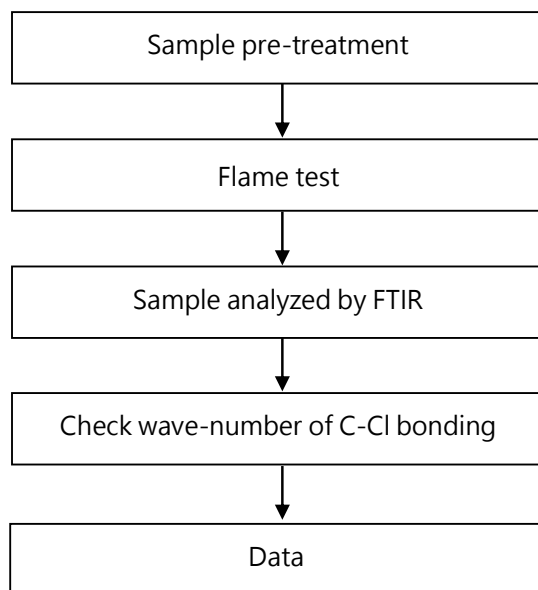 Sample pre-treatment
Flame test
Sample analyzed by FTIR
Check wave-number of C-Cl bonding
Data